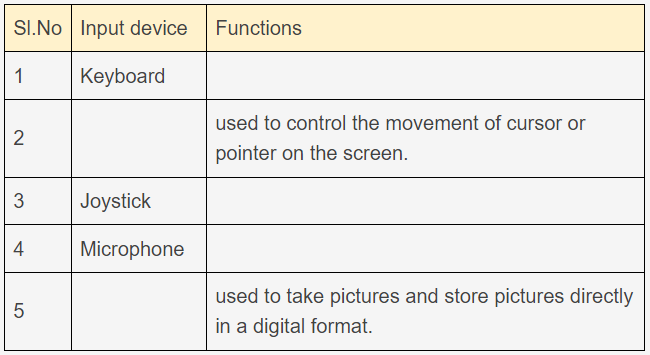 Sl.No Input device Functions
1 Keyboard
2 used to control the movement of cursor or
pointer on the screen.
3 Joystick
4 Microphone
5 used to take pictures and store pictures directly
in a digital format.